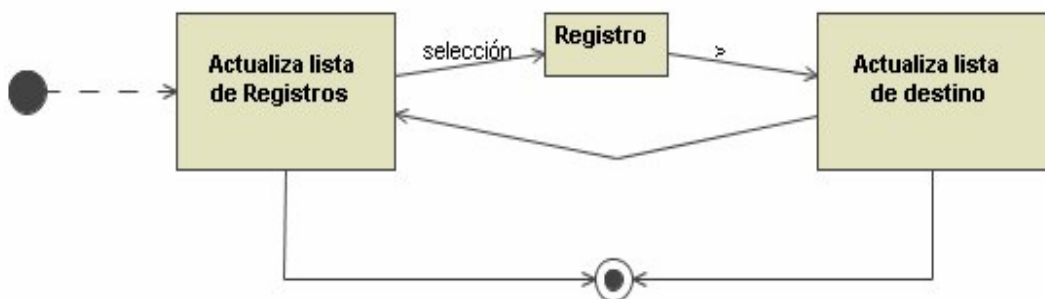 Actualiza lista
de Registros
selección
Registro
>
Actualiza lista
de destino